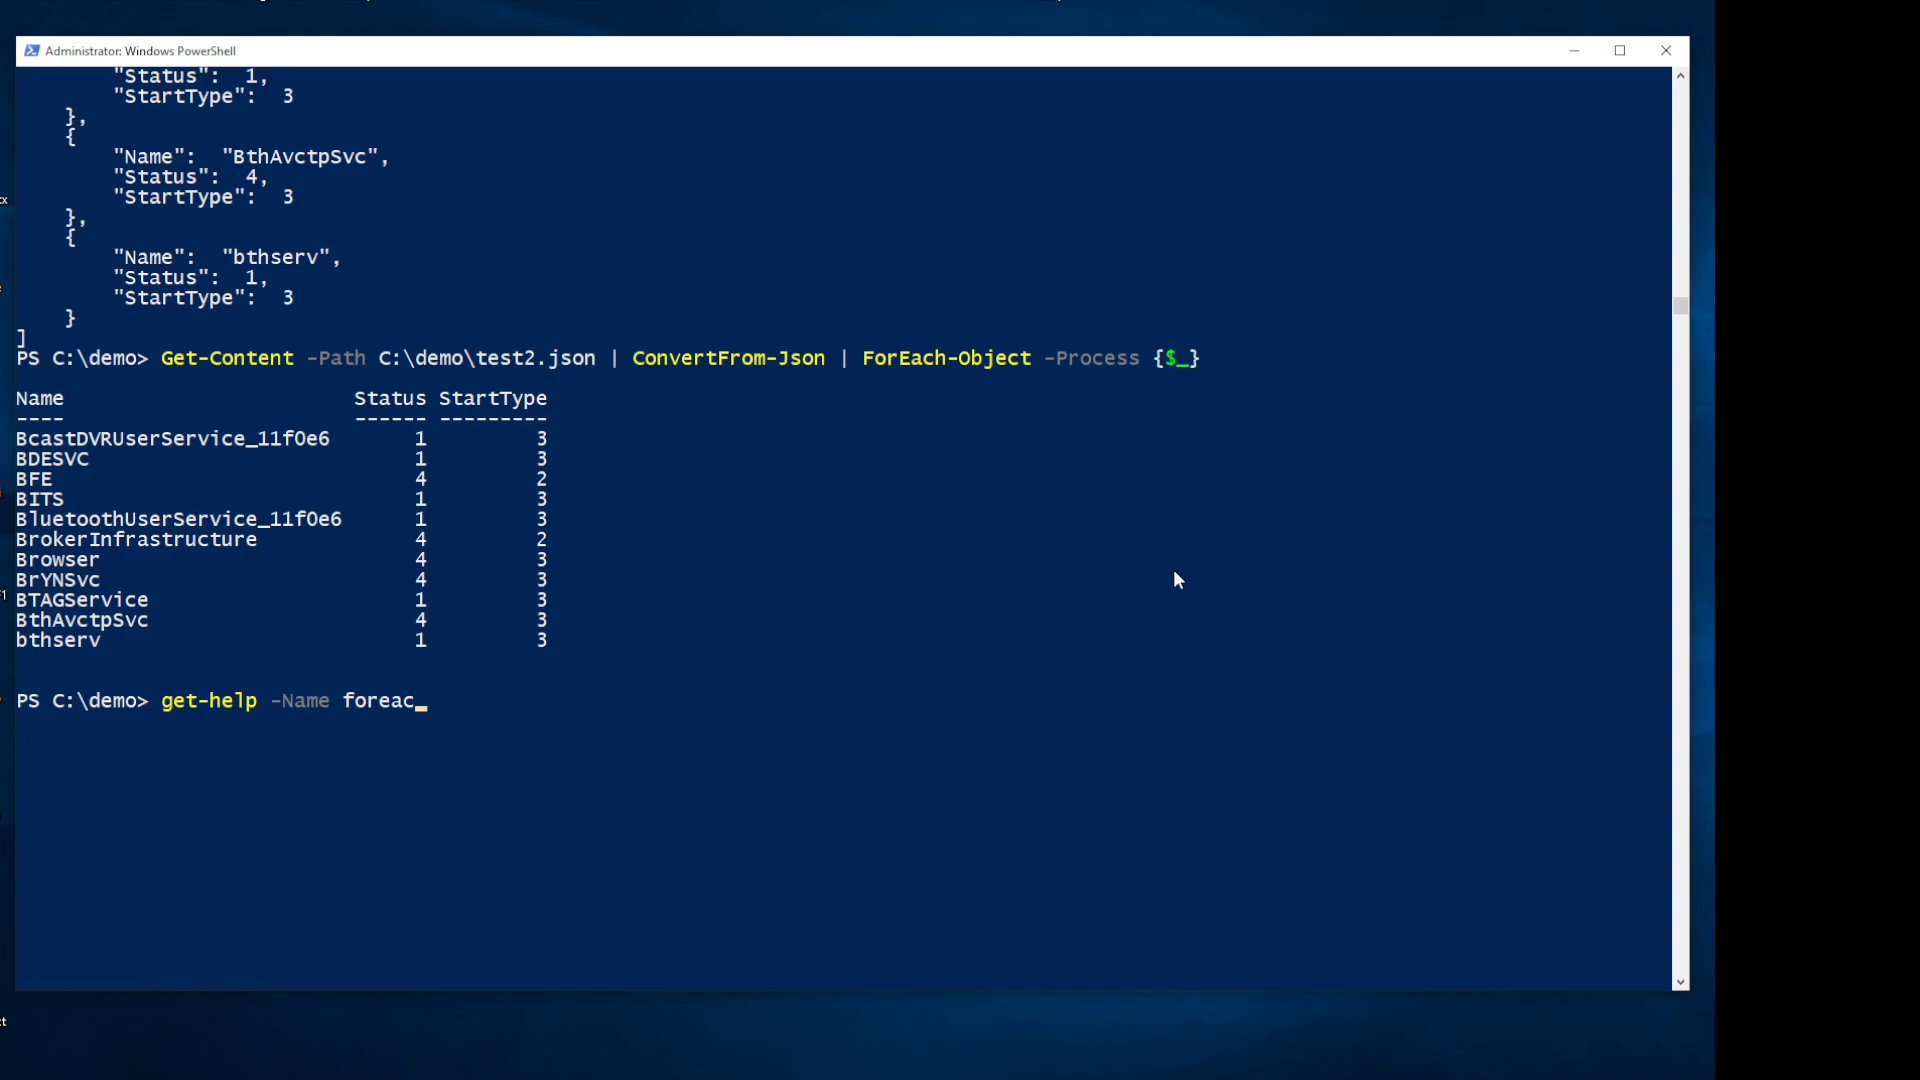 Administrator: Windows PowerShell
"Status":  1,
"StartType":  3
},
{
"Name":  "BthAvctpSvc",
"Status":  4,
"StartType":  3
},
{
"Name":  "bthserv",
"Status":  1,
"StartType":  3
}
]
PS C:\demo> Get-Content -Path C:\demo\test2.json | ConvertFrom-Json | ForEach-Object -Process {$_}
Name Status StartType
---- ------ ---------
BcastDVRUserService_11f0e6 1 3
BDESVC 1 3
BFE 4 2
BITS 1 3
BluetoothUserService_11f0e6 1 3
BrokerInfrastructure 4 2
Browser 4 3
BrYNSvc 4 3
BTAGService 1 3
BthAvctpSvc 4 3
bthserv 1 3
PS C:\demo> get-help -Name foreac_